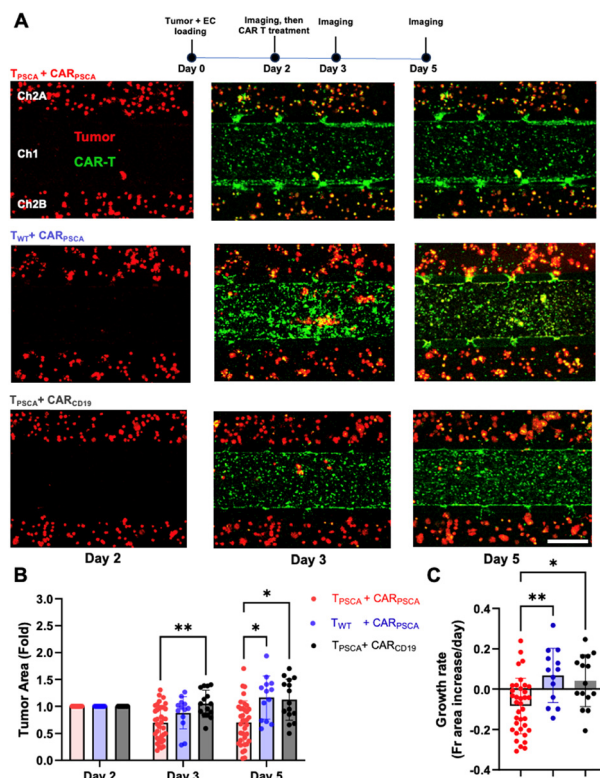 A
Tumor + EC loading
Imaging, then CAR T treatment
Imaging
Imaging
Day 0
Day 2
Day 3
Day 5
TPSCA + CARPSCA
Ch2A
Tumor
Ch1
CAR-T
Ch2B
TWT + CARPSCA
TPSCA + CARCD19
Day 2
Day 3
Day 5
B
Tumor Area (Fold)
3.0
2.5
2.0
1.5
1.0
0.5
0.0
**
*
*
Day 2
Day 3
Day 5
TPSCA + CARPSCA
TWT + CARPSCA
TPSCA + CARCD19
C
Growth rate
(Fr area increase/day)
0.4
0.2
0.0
-0.2
-0.4
*
**